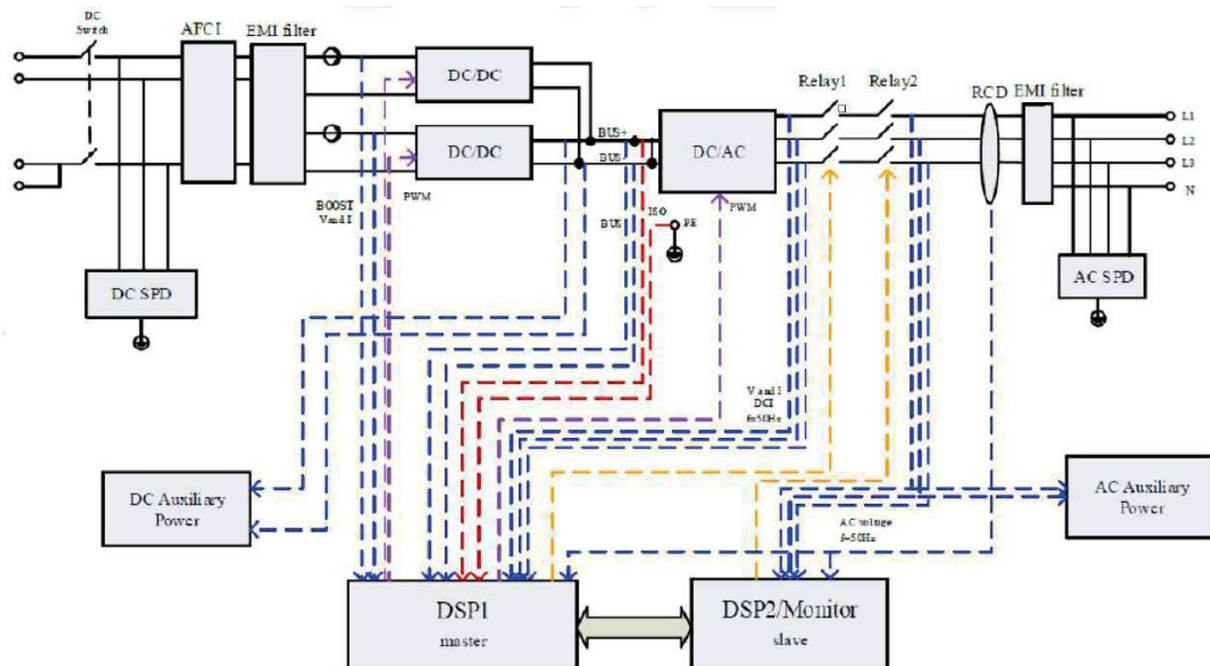 DC
Switch
AFCI
EMI filter
DC/DC
DC/DC
Relay1
Relay2
RCD
EMI filter
L1
L2
L3
N
BUS+
BUS-
DC/AC
BOOST
V and I
PWM
BUS
ISO
PE
PWM
DC SPD
AC SPD
V and I
DCI
f=50Hz
DC Auxiliary
Power
AC Auxiliary
Power
AC voltage
f=50Hz
DSP1
master
DSP2/Monitor
slave